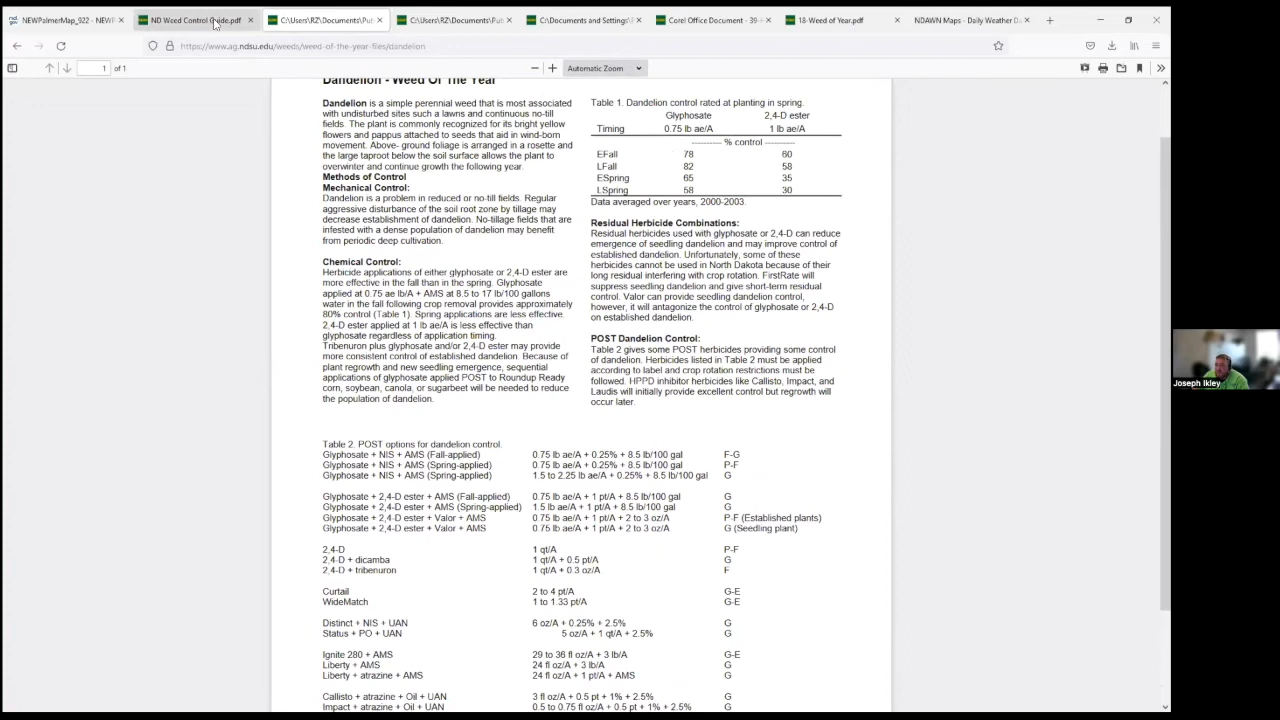 NEWPalmerMap_922 - NEWP
ND Weed Control Guide.pdf
C:\Users\RZ\Documents\Pub
C:\Users\RZ\Documents\Pub
C:\Documents and Settings\F
Corel Office Document - 39-H
18-Weed of Year.pdf
NDAWN Maps - Daily Weather D
https://www.ag.ndsu.edu/weeds/weed-of-the-year-files/dandelion
1 of 1
Automatic Zoom
Dandelion - Weed Of The Year
Dandelion is a simple perennial weed that is most associated
with undisturbed sites such a lawns and continuous no-till
fields. The plant is commonly recognized for its bright yellow
flowers and pappus attached to seeds that aid in wind-born
movement. Above- ground foliage is arranged in a rosette and
the large taproot below the soil surface allows the plant to
overwinter and continue growth the following year.
Methods of Control
Mechanical Control:
Dandelion is a problem in reduced or no-till fields. Regular
aggressive disturbance of the soil root zone by tillage may
decrease establishment of dandelion. No-tillage fields that are
infested with a dense population of dandelion may benefit
from periodic deep cultivation.
Chemical Control:
Herbicide applications of either glyphosate or 2,4-D ester are
more effective in the fall than in the spring. Glyphosate
applied at 0.75 ae lb/A + AMS at 8.5 to 17 lb/100 gallons
water in the fall following crop removal provides approximately
80% control (Table 1). Spring applications are less effective.
2,4-D ester applied at 1 lb ae/A is less effective than
glyphosate regardless of application timing.
Tribenuron plus glyphosate and/or 2,4-D ester may provide
more consistent control of established dandelion. Because of
plant regrowth and new seedling emergence, sequential
applications of glyphosate applied POST to Roundup Ready
corn, soybean, canola, or sugarbeet will be needed to reduce
the population of dandelion.
Table 1. Dandelion control rated at planting in spring.
Glyphosate 2,4-D ester
Timing 0.75 lb ae/A 1 lb ae/A
---------- % control ----------
EFall 78 60
LFall 82 58
ESpring 65 35
LSpring 58 30
Data averaged over years, 2000-2003.
Residual Herbicide Combinations:
Residual herbicides used with glyphosate or 2,4-D can reduce
emergence of seedling dandelion and may improve control of
established dandelion. Unfortunately, some of these
herbicides cannot be used in North Dakota because of their
long residual interfering with crop rotation. FirstRate will
suppress seedling dandelion and give short-term residual
control. Valor can provide seedling dandelion control,
however, it will antagonize the control of glyphosate or 2,4-D
on established dandelion.
POST Dandelion Control:
Table 2 gives some POST herbicides providing some control
of dandelion. Herbicides listed in Table 2 must be applied
according to label and crop rotation restrictions must be
followed. HPPD inhibitor herbicides like Callisto, Impact, and
Laudis will initially provide excellent control but regrowth will
occur later.
Table 2. POST options for dandelion control.
Glyphosate + NIS + AMS (Fall-applied) 0.75 lb ae/A + 0.25% + 8.5 lb/100 gal F-G
Glyphosate + NIS + AMS (Spring-applied) 0.75 lb ae/A + 0.25% + 8.5 lb/100 gal P-F
Glyphosate + NIS + AMS (Spring-applied) 1.5 to 2.25 lb ae/A + 0.25% + 8.5 lb/100 gal G
Glyphosate + 2,4-D ester + AMS (Fall-applied) 0.75 lb ae/A + 1 pt/A + 8.5 lb/100 gal G
Glyphosate + 2,4-D ester + AMS (Spring-applied) 1.5 lb ae/A + 1 pt/A + 8.5 lb/100 gal G
Glyphosate + 2,4-D ester + Valor + AMS 0.75 lb ae/A + 1 pt/A + 2 to 3 oz/A P-F (Established plants)
Glyphosate + 2,4-D ester + Valor + AMS 0.75 lb ae/A + 1 pt/A + 2 to 3 oz/A G (Seedling plant)
2,4-D 1 qt/A P-F
2,4-D + dicamba 1 qt/A + 0.5 pt/A G
2,4-D + tribenuron 1 qt/A + 0.3 oz/A F
Curtail 2 to 4 pt/A G-E
WideMatch 1 to 1.33 pt/A G-E
Distinct + NIS + UAN 6 oz/A + 0.25% + 2.5% G
Status + PO + UAN 5 oz/A + 1 qt/A + 2.5% G
Ignite 280 + AMS 29 to 36 fl oz/A + 3 lb/A G-E
Liberty + AMS 24 fl oz/A + 3 lb/A G
Liberty + atrazine + AMS 24 fl oz/A + 1 pt/A + AMS G
Callisto + atrazine + Oil + UAN 3 fl oz/A + 0.5 pt + 1% + 2.5% G
Impact + atrazine + Oil + UAN 0.5 to 0.75 fl oz/A + 0.5 pt + 1% + 2.5% G
Joseph Ikley